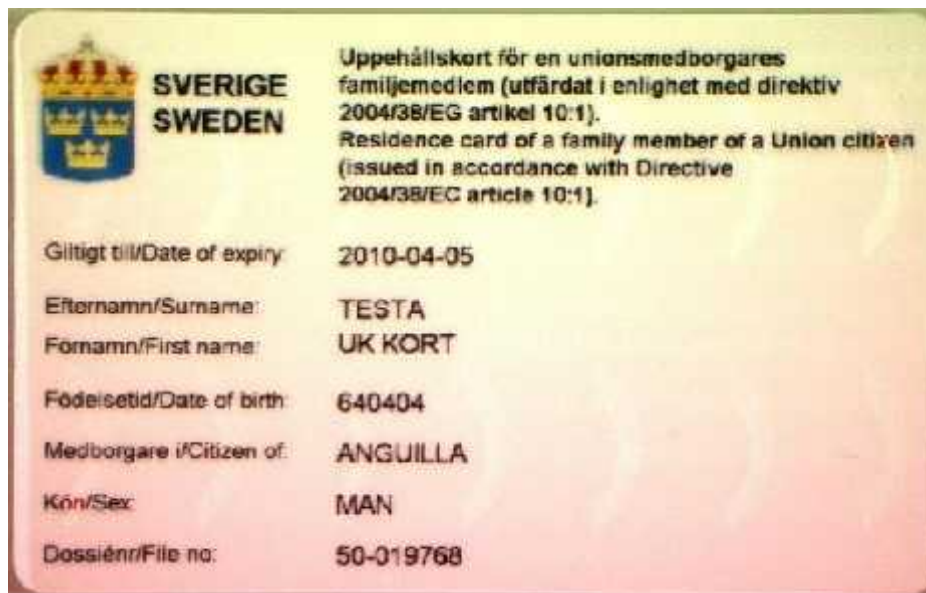 SVERIGE
SWEDEN
Uppehållskort för en unionsmedborgares
familjemedlem (utfärdat i enlighet med direktiv
2004/38/EG artikel 10:1).
Residence card of a family member of a Union citizen
(issued in accordance with Directive
2004/38/EC article 10:1).
Giltigt till/Date of expiry: 2010-04-05
Efternamn/Surname: TESTA
Förnamn/First name: UK KORT
Födelsetid/Date of birth: 640404
Medborgare i/Citizen of: ANGUILLA
Kön/Sex: MAN
Dossiénr/File no: 50-019768